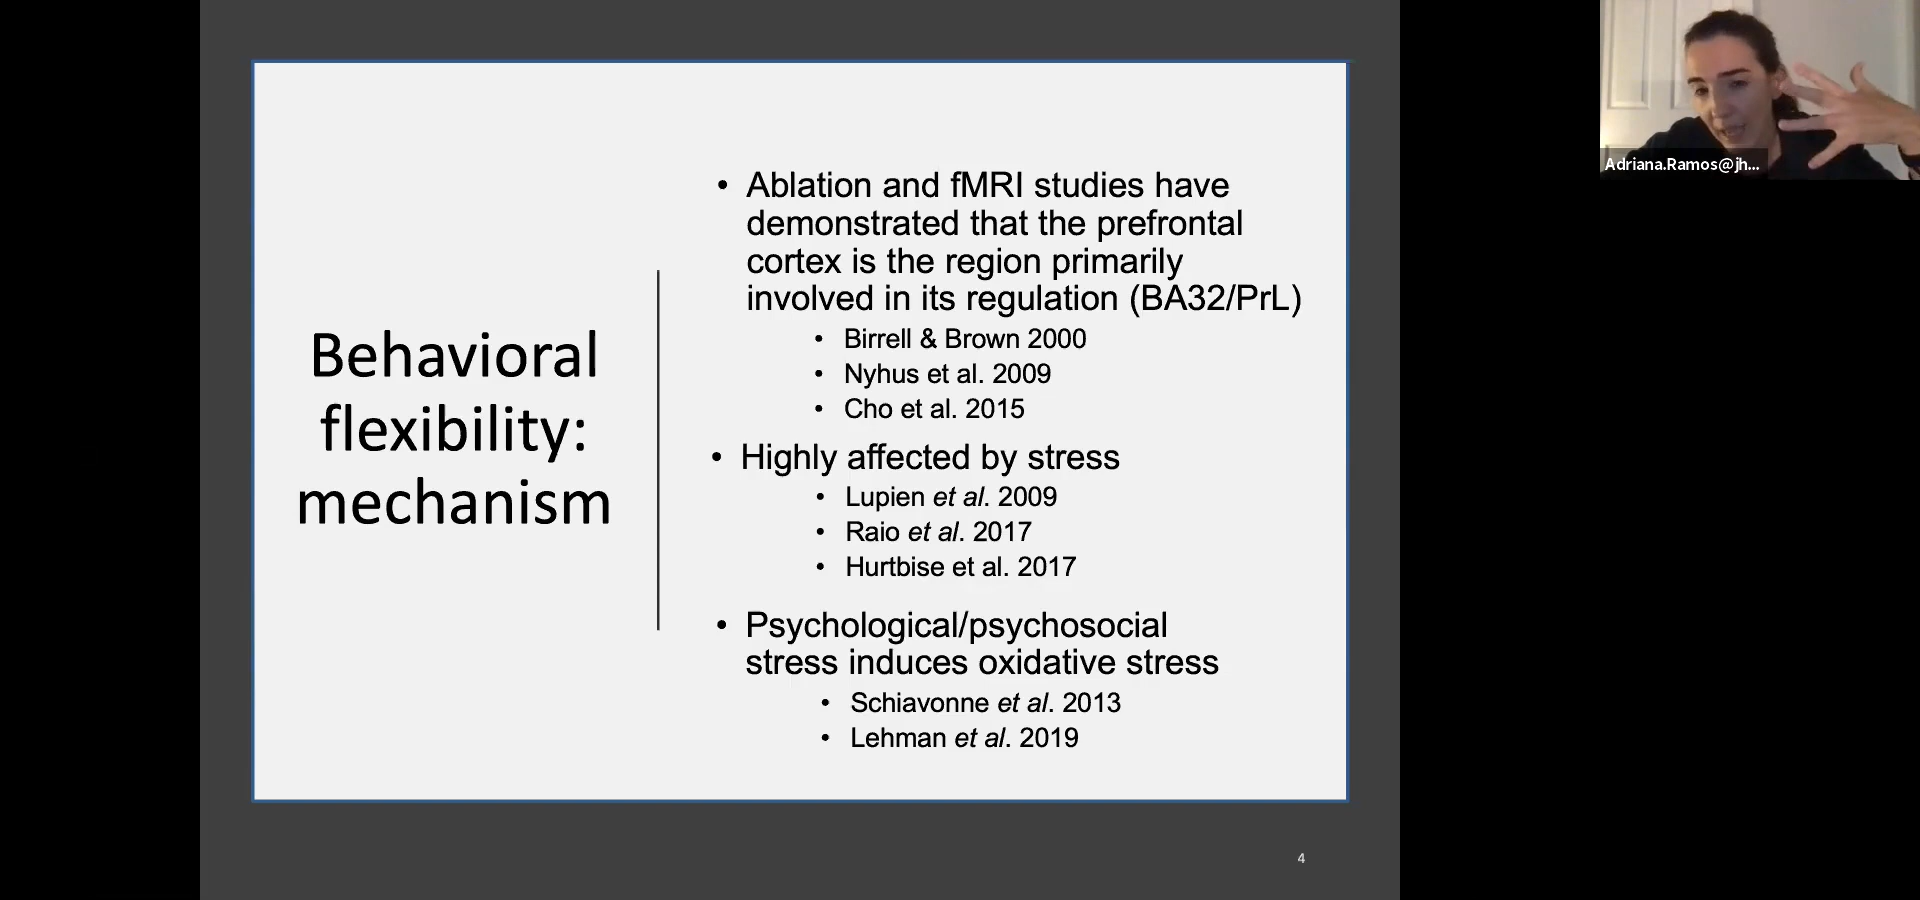 Behavioral
flexibility:
mechanism
• Ablation and fMRI studies have
demonstrated that the prefrontal
cortex is the region primarily
involved in its regulation (BA32/PrL)
• Birrell & Brown 2000
• Nyhus et al. 2009
• Cho et al. 2015
• Highly affected by stress
• Lupien et al. 2009
• Raio et al. 2017
• Hurtbise et al. 2017
• Psychological/psychosocial
stress induces oxidative stress
• Schiavonne et al. 2013
• Lehman et al. 2019
4
Adriana.Ramos@jh...